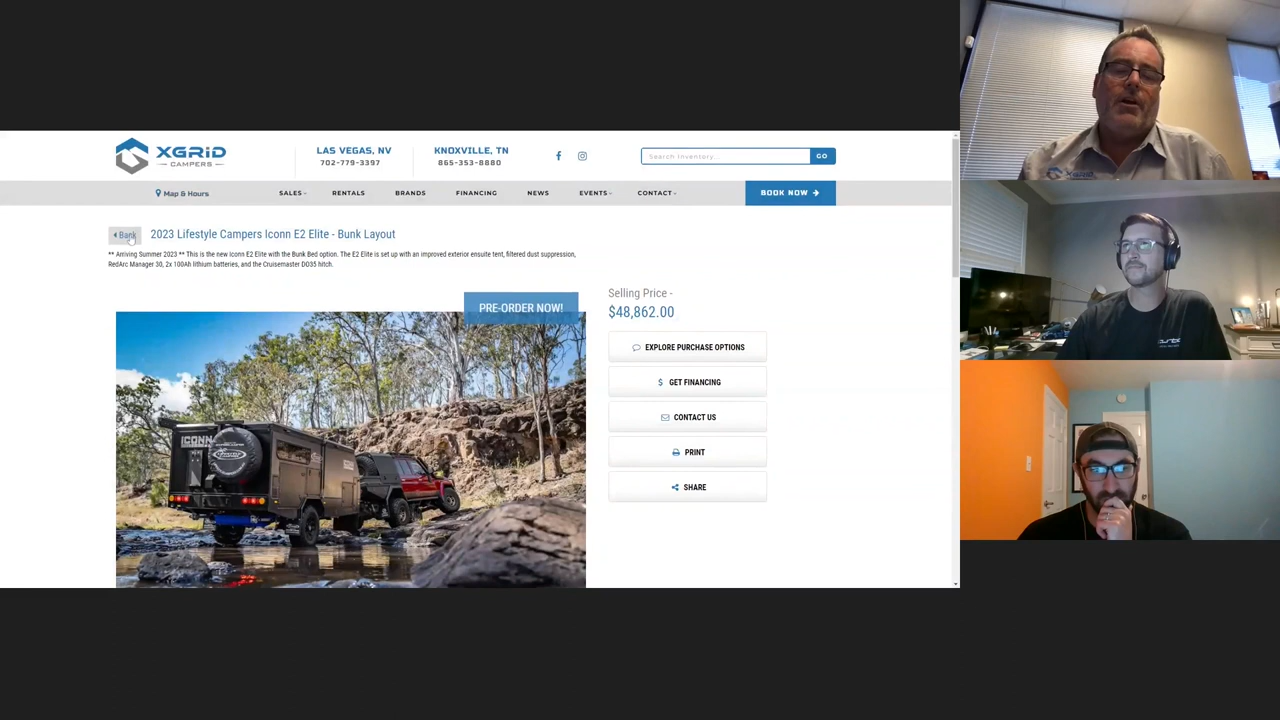 XGRiD
CAMPERS
LAS VEGAS, NV
702-779-3397
KNOXVILLE, TN
865-353-8880
Search Inventory...
GO
Map & Hours
SALES
RENTALS
BRANDS
FINANCING
NEWS
EVENTS
CONTACT
BOOK NOW
Back
2023 Lifestyle Campers Iconn E2 Elite - Bunk Layout
** Arriving Summer 2023 ** This is the new Iconn E2 Elite with the Bunk Bed option. The E2 Elite is set up with an improved exterior ensuite tent, filtered dust suppression,
RedArc Manager 30, 2x 100Ah lithium batteries, and the Cruisemaster DO35 hitch.
PRE-ORDER NOW!
Selling Price -
$48,862.00
EXPLORE PURCHASE OPTIONS
GET FINANCING
CONTACT US
PRINT
SHARE
ICONN